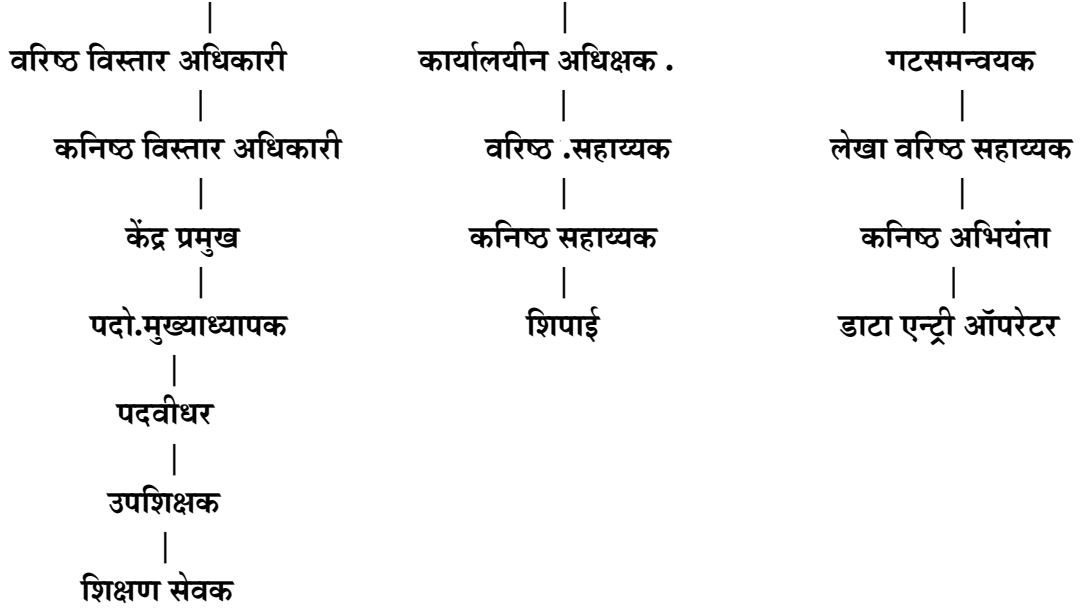 वरिष्ठ विस्तार अधिकारी कार्यालयीन अधिक्षक . गटसमन्वयक
कनिष्ठ विस्तार अधिकारी वरिष्ठ .सहाय्यक लेखा वरिष्ठ सहाय्यक
केंद्र प्रमुख कनिष्ठ सहाय्यक कनिष्ठ अभियंता
पदो.मुख्याध्यापक शिपाई डाटा एन्ट्री ऑपरेटर
पदवीधर
उपशिक्षक
शिक्षण सेवक